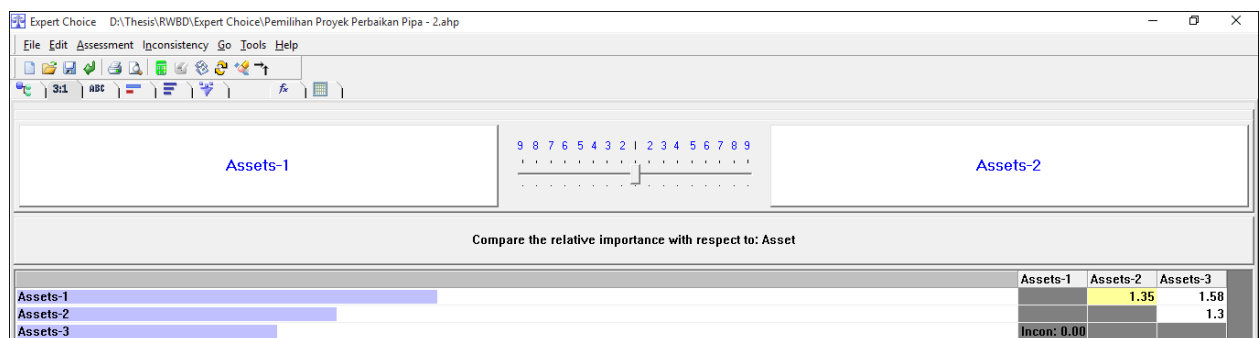 Expert Choice D:\Thesis\RWBD\Expert Choice\Pemilihan Proyek Perbaikan Pipa - 2.ahp
File Edit Assessment Inconsistency Go Tools Help
3:1 ABC fx
9 8 7 6 5 4 3 2 1 2 3 4 5 6 7 8 9
Assets-1 Assets-2
Compare the relative importance with respect to: Asset
Assets-1 Assets-2 Assets-3
Assets-1 1.35 1.58
Assets-2 1.3
Assets-3 Incon: 0.00